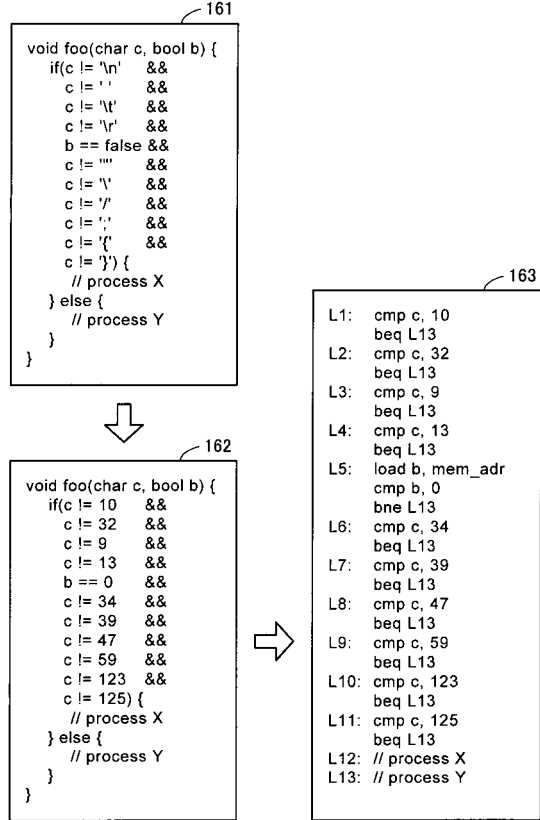 161
void foo(char c, bool b) {
if(c != '\n' &&
c != ' ' &&
c != '\t' &&
c != '\r' &&
b == false &&
c != '"' &&
c != '\' &&
c != '/' &&
c != ';' &&
c != '{' &&
c != '}') {
// process X
} else {
// process Y
}
}
162
void foo(char c, bool b) {
if(c != 10 &&
c != 32 &&
c != 9 &&
c != 13 &&
b == 0 &&
c != 34 &&
c != 39 &&
c != 47 &&
c != 59 &&
c != 123 &&
c != 125) {
// process X
} else {
// process Y
}
}
163
L1: cmp c, 10
beq L13
L2: cmp c, 32
beq L13
L3: cmp c, 9
beq L13
L4: cmp c, 13
beq L13
L5: load b, mem_adr
cmp b, 0
bne L13
L6: cmp c, 34
beq L13
L7: cmp c, 39
beq L13
L8: cmp c, 47
beq L13
L9: cmp c, 59
beq L13
L10: cmp c, 123
beq L13
L11: cmp c, 125
beq L13
L12: // process X
L13: // process Y